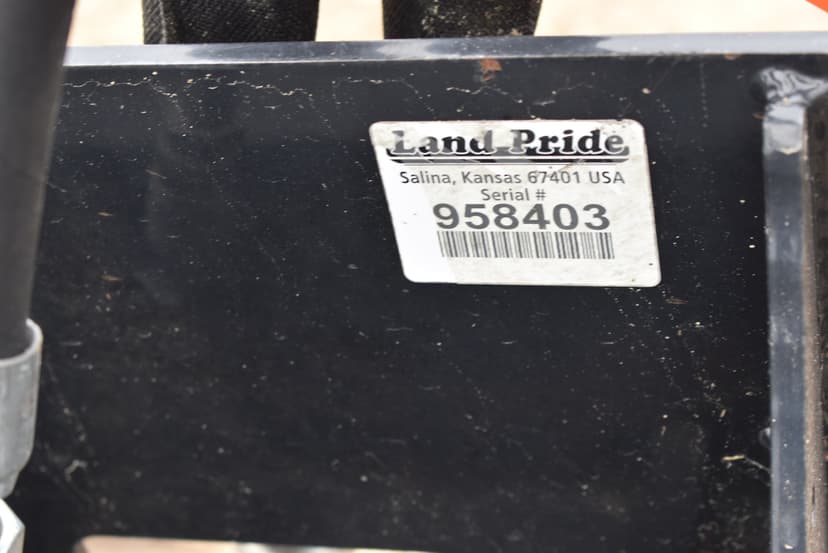 Land Pride
Salina, Kansas 67401 USA
Serial #
958403